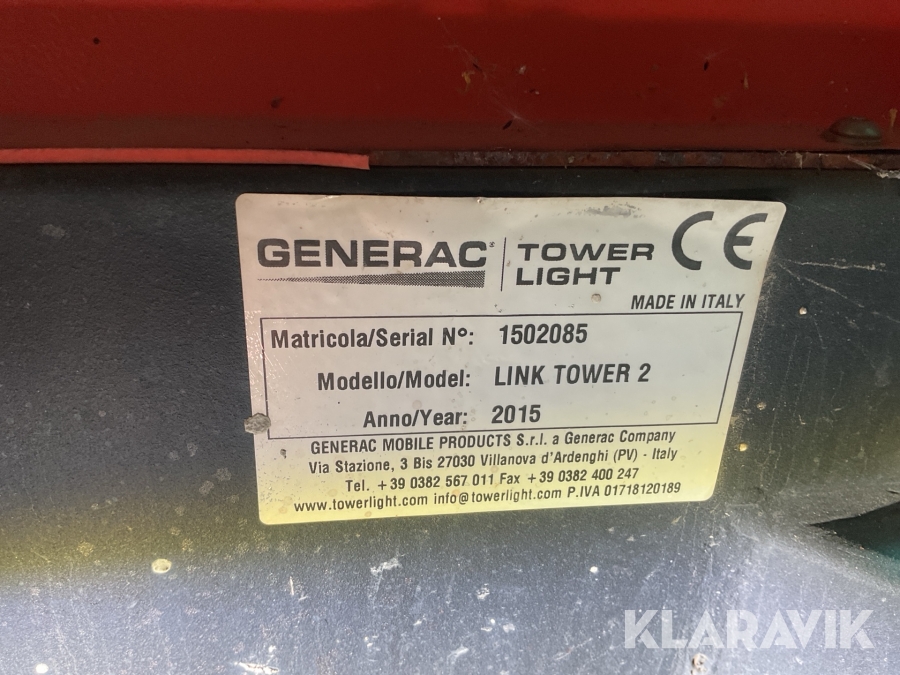 GENERAC® | TOWER LIGHT CE
MADE IN ITALY
Matricola/Serial N°: 1502085
Modello/Model: LINK TOWER 2
Anno/Year: 2015
GENERAC MOBILE PRODUCTS S.r.l. a Generac Company
Via Stazione, 3 Bis 27030 Villanova d'Ardenghi (PV) - Italy
Tel. +39 0382 567 011 Fax +39 0382 400 247
www.towerlight.com info@towerlight.com P.IVA 01718120189
KLARAVIK